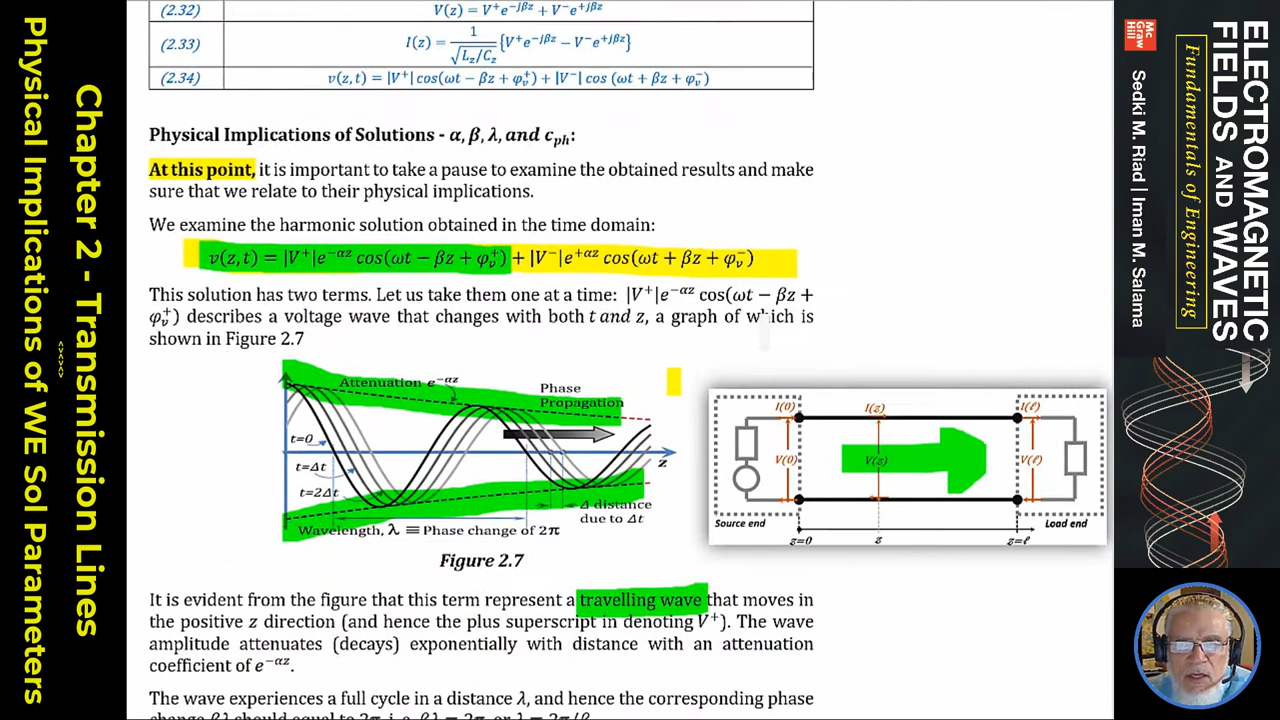 Chapter 2 - Transmission Lines
<><><>
Physical Implications of WE Sol Parameters
(2.32) V(z) = V⁺e^{−jβz} + V⁻e^{+jβz}
(2.33) I(z) = 1/√(L_z/C_z) {V⁺e^{−jβz} − V⁻e^{+jβz}}
(2.34) v(z,t) = |V⁺| cos(ωt − βz + φ_v⁺) + |V⁻| cos (ωt + βz + φ_v⁻)
Physical Implications of Solutions - α, β, λ, and c_ph:
At this point, it is important to take a pause to examine the obtained results and make
sure that we relate to their physical implications.
We examine the harmonic solution obtained in the time domain:
v(z,t) = |V⁺|e^{−αz} cos(ωt − βz + φ_v⁺) + |V⁻|e^{+αz} cos(ωt + βz + φ_v⁻)
This solution has two terms. Let us take them one at a time: |V⁺|e^{−αz} cos(ωt − βz +
φ_v⁺) describes a voltage wave that changes with both t and z, a graph of which is
shown in Figure 2.7
Attenuation e^{−αz}
Phase
Propagation
t=0
t=Δt
t=2Δt
z
Δ distance
due to Δt
Wavelength, λ ≡ Phase change of 2π
Figure 2.7
I(0)
I(z)
I(ℓ)
V(0)
V(z)
V(ℓ)
Source end
Load end
z=0
z
z=ℓ
It is evident from the figure that this term represent a travelling wave that moves in
the positive z direction (and hence the plus superscript in denoting V⁺). The wave
amplitude attenuates (decays) exponentially with distance with an attenuation
coefficient of e^{−αz}.
The wave experiences a full cycle in a distance λ, and hence the corresponding phase
change βλ should equal to 2π, i.e. βλ = 2π, or λ = 2π/β.
ELECTROMAGNETIC
FIELDS AND WAVES
Fundamentals of Engineering
Mc
Graw
Hill
Sedki M. Riad | Iman M. Salama